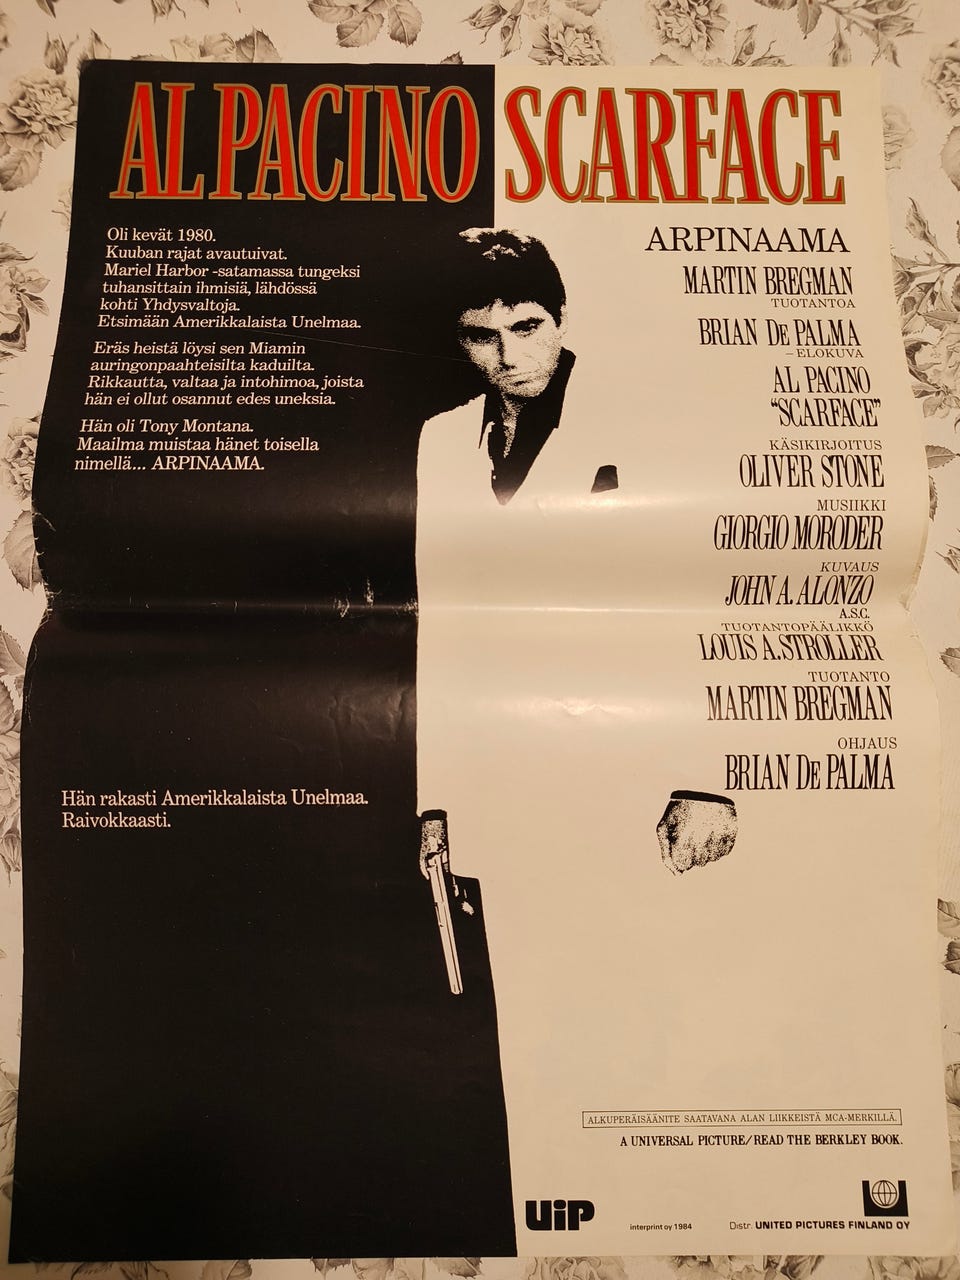 AL PACINO SCARFACE
Oli kevät 1980.
Kuuban rajat avautuivat.
Mariel Harbor -satamassa tungeksi
tuhansittain ihmisiä, lähdössä
kohti Yhdysvaltoja.
Etsimään Amerikkalaista Unelmaa.
Eräs heistä löysi sen Miamin
auringonpaahteisilta kaduilta.
Rikkautta, valtaa ja intohimoa, joista
hän ei ollut osannut edes uneksia.
Hän oli Tony Montana.
Maailma muistaa hänet toisella
nimellä... ARPINAAMA.
Hän rakasti Amerikkalaista Unelmaa.
Raivokkaasti.
ARPINAAMA
MARTIN BREGMAN
TUOTANTOA
BRIAN DE PALMA
–ELOKUVA
AL PACINO
“SCARFACE”
KÄSIKIRJOITUS
OLIVER STONE
MUSIIKKI
GIORGIO MORODER
KUVAUS
JOHN A. ALONZO
A.S.C.
TUOTANTOPÄÄLIKKÖ
LOUIS A. STROLLER
TUOTANTO
MARTIN BREGMAN
OHJAUS
BRIAN DE PALMA
ALKUPERÄISÄÄNITE SAATAVANA ALAN LIIKKEISTÄ MCA-MERKILLÄ.
A UNIVERSAL PICTURE/READ THE BERKLEY BOOK.
UiP
interprint oy 1984
Distr. UNITED PICTURES FINLAND OY